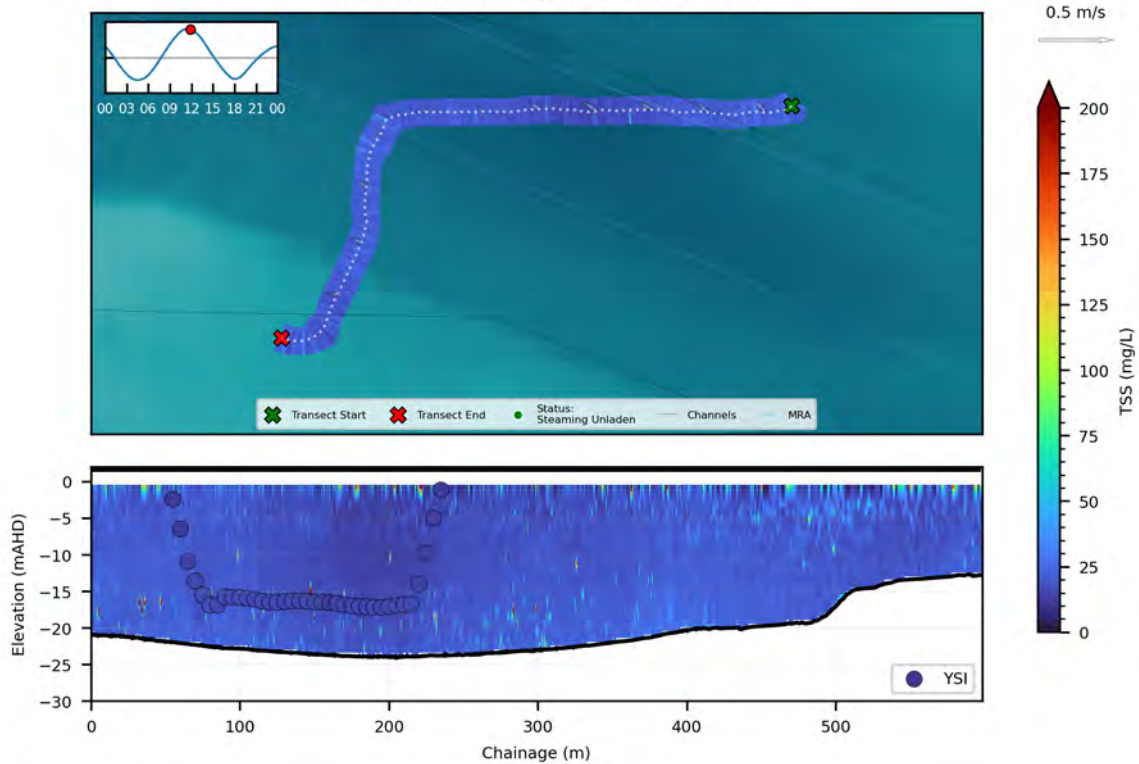 0.5 m/s
00 03 06 09 12 15 18 21 00
Transect Start
Transect End
Status:
Steaming Unladen
Channels
MRA
200
175
150
125
100
75
50
25
0
TSS (mg/L)
0
−5
−10
−15
−20
−25
−30
Elevation (mAHD)
YSI
0 100 200 300 400 500
Chainage (m)